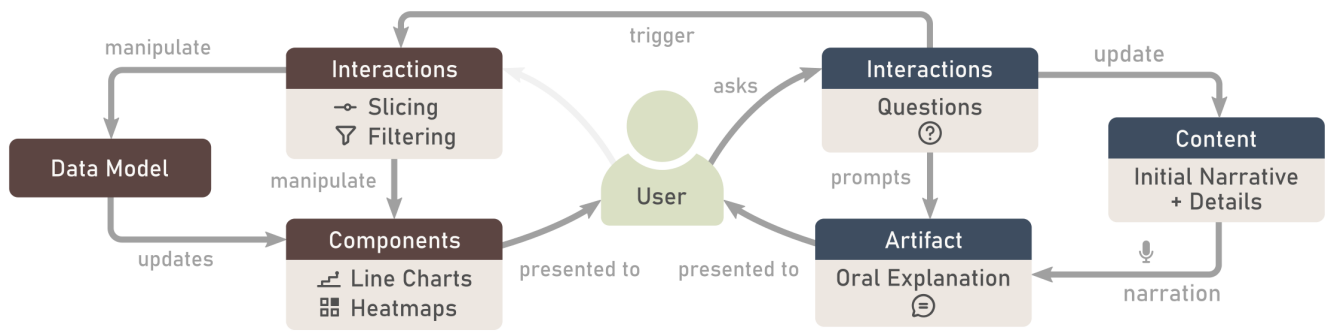 trigger
manipulate
Interactions
Slicing
Filtering
asks
Interactions
Questions
update
Data Model
manipulate
User
prompts
Content
Initial Narrative
+ Details
updates
Components
Line Charts
Heatmaps
presented to
presented to
Artifact
Oral Explanation
narration